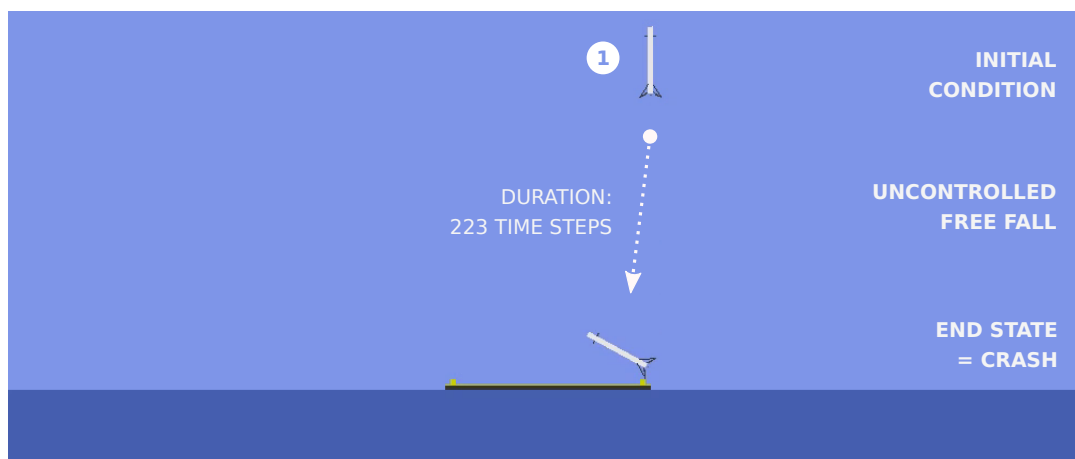 1
INITIAL
CONDITION
DURATION:
223 TIME STEPS
UNCONTROLLED
FREE FALL
END STATE
= CRASH